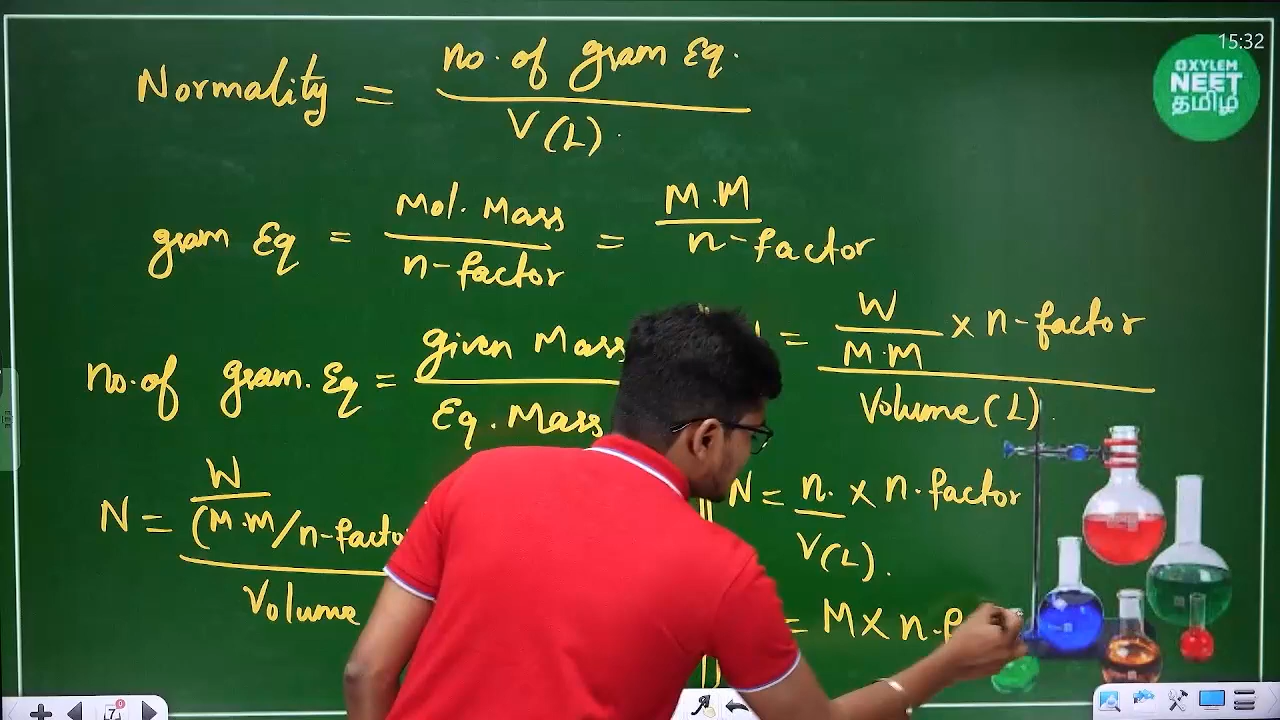 15:32
OXYLEM
NEET
தமிழ்
Normality = no. of gram Eq.
V(L).
gram Eq = Mol. Mass = M.M
n-factor n-factor
no. of gram. Eq = given Mass
Eq. Mass
N = W
(M.M/n-facto
Volume
= W × n-factor
M.M
Volume (L).
N = n. × n. factor
V(L).
= M × n.
7